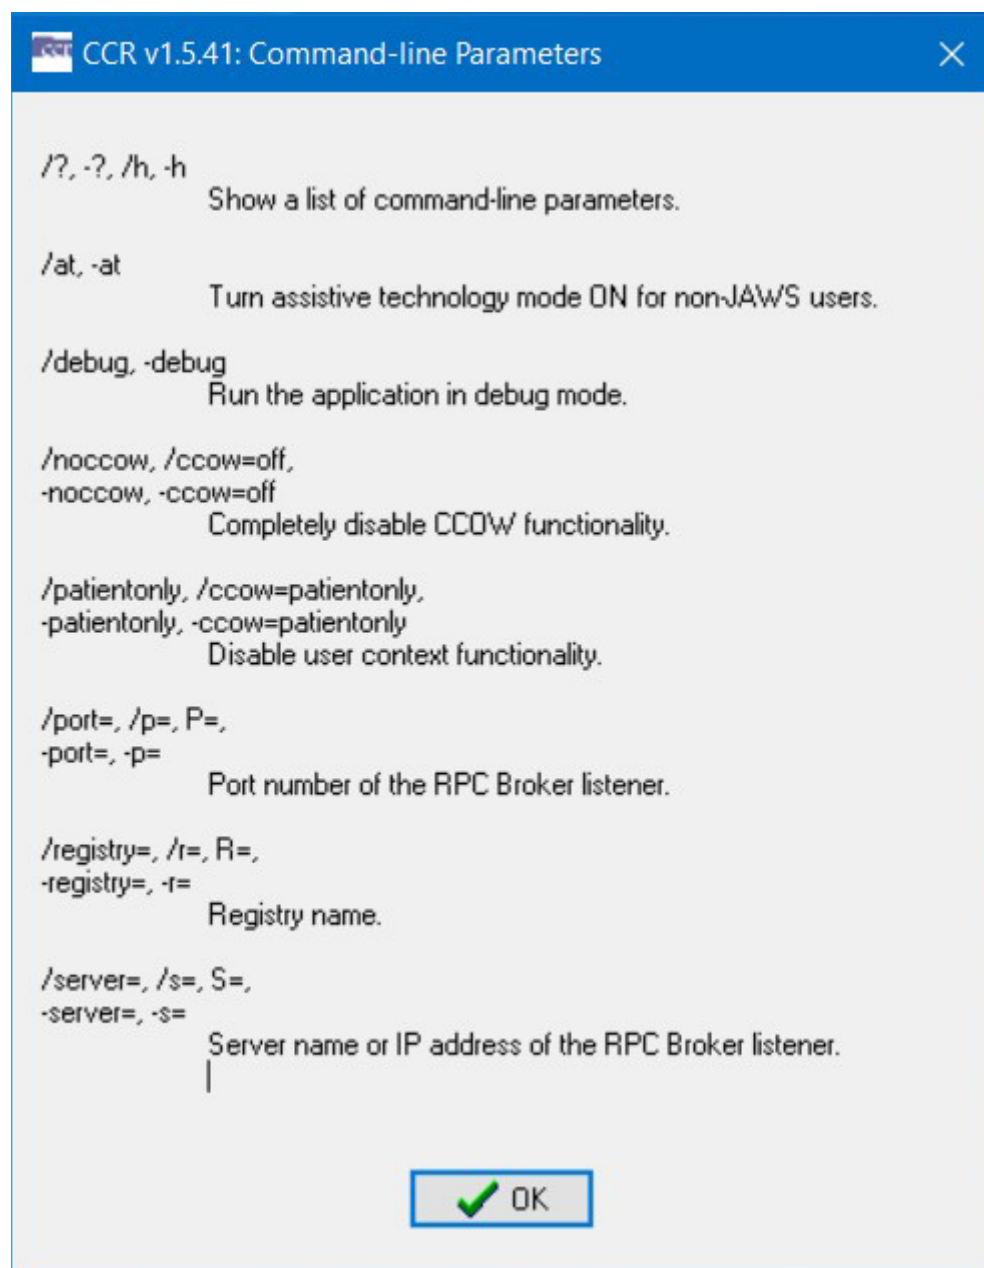 ccr CCR v1.5.41: Command-line Parameters
/?, -?, /h, -h
Show a list of command-line parameters.
/at, -at
Turn assistive technology mode ON for non-JAWS users.
/debug, -debug
Run the application in debug mode.
/noccow, /ccow=off,
-noccow, -ccow=off
Completely disable CCOW functionality.
/patientonly, /ccow=patientonly,
-patientonly, -ccow=patientonly
Disable user context functionality.
/port=, /p=, P=,
-port=, -p=
Port number of the RPC Broker listener.
/registry=, /r=, R=,
-registry=, -r=
Registry name.
/server=, /s=, S=,
-server=, -s=
Server name or IP address of the RPC Broker listener.
OK